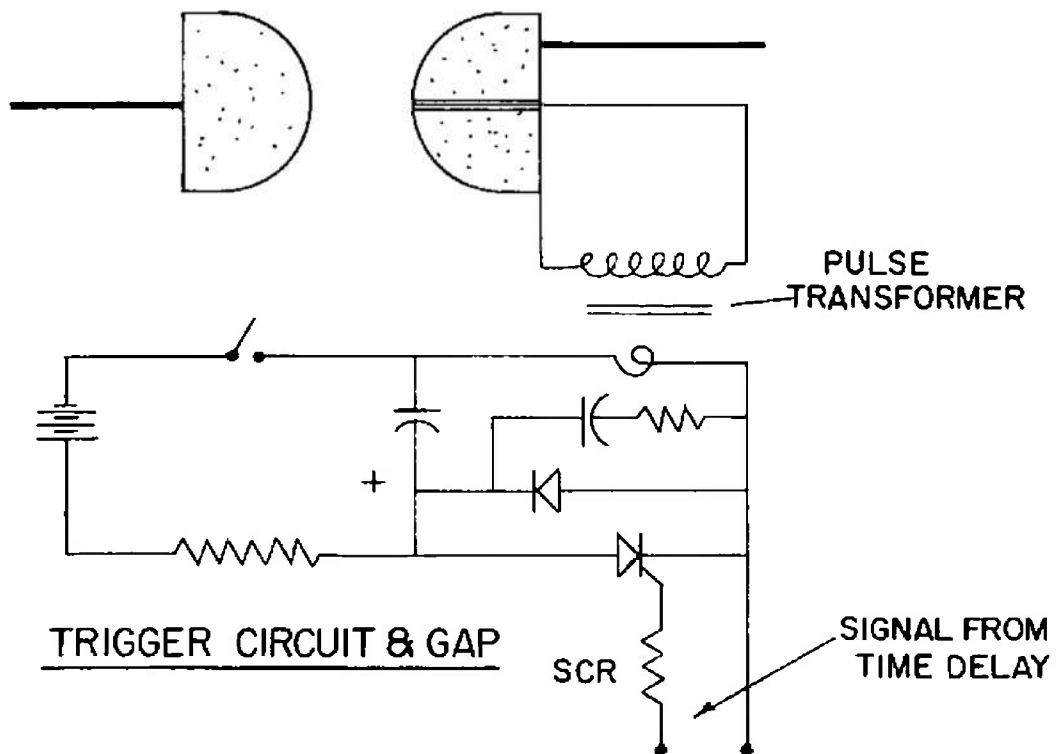 PULSE
TRANSFORMER
+
TRIGGER CIRCUIT & GAP
SCR
SIGNAL FROM
TIME DELAY